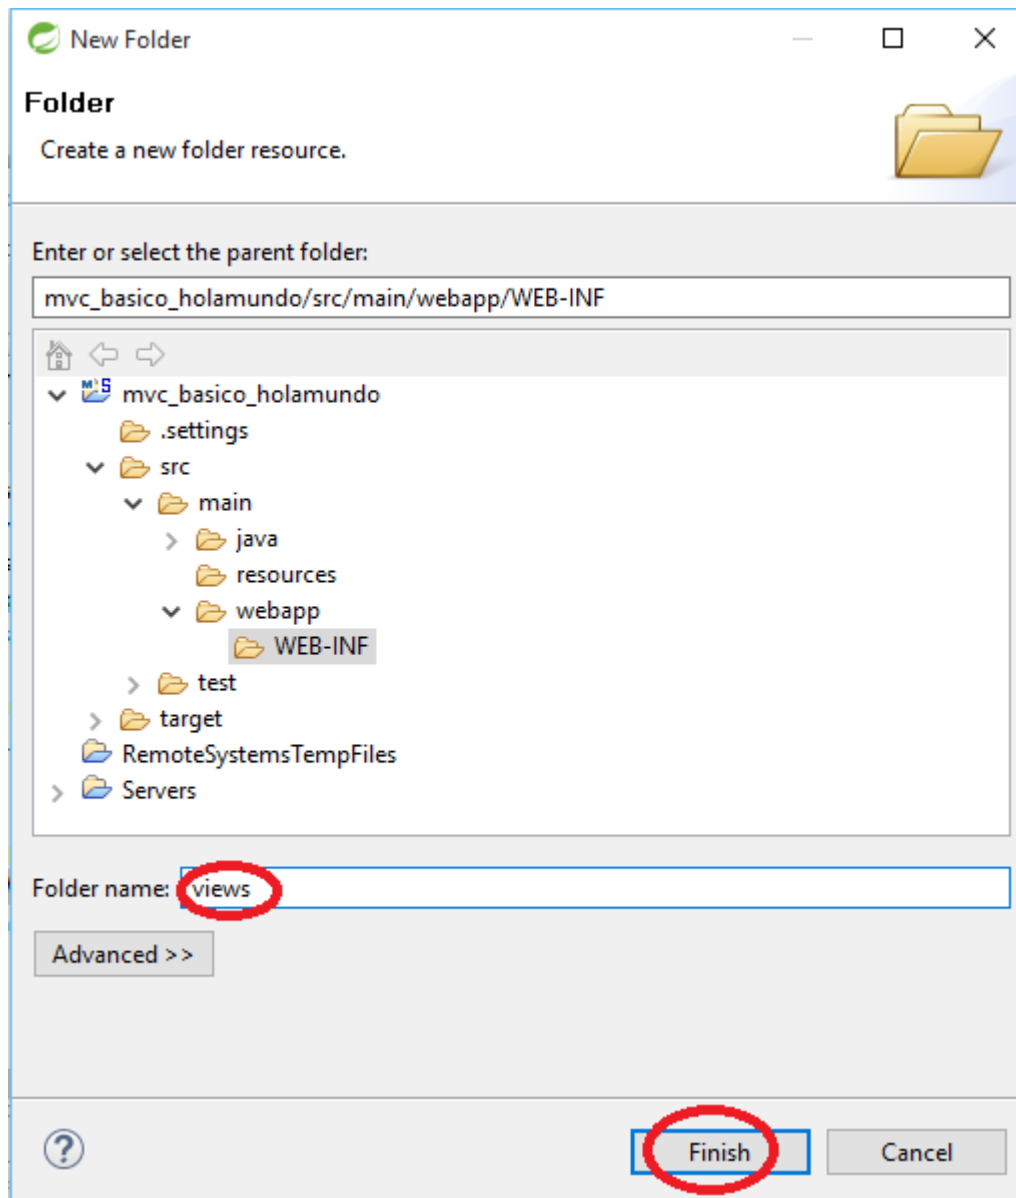 New Folder
Folder
Create a new folder resource.
Enter or select the parent folder:
mvc_basico_holamundo/src/main/webapp/WEB-INF
mvc_basico_holamundo
.settings
src
main
java
resources
webapp
WEB-INF
test
target
RemoteSystemsTempFiles
Servers
Folder name: views
Advanced >>
Finish Cancel